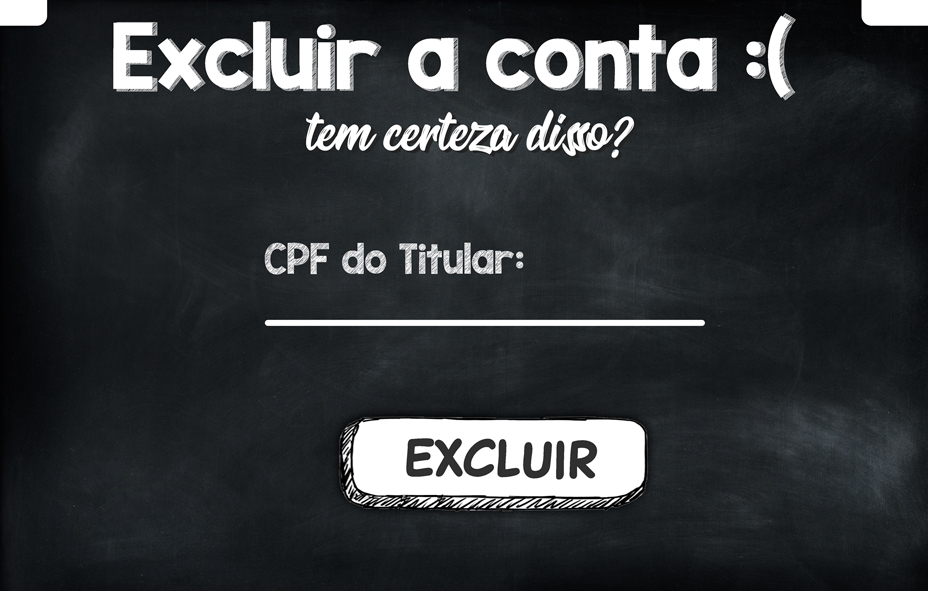 Excluir a conta :(
tem certeza disso?
CPF do Titular:
EXCLUIR